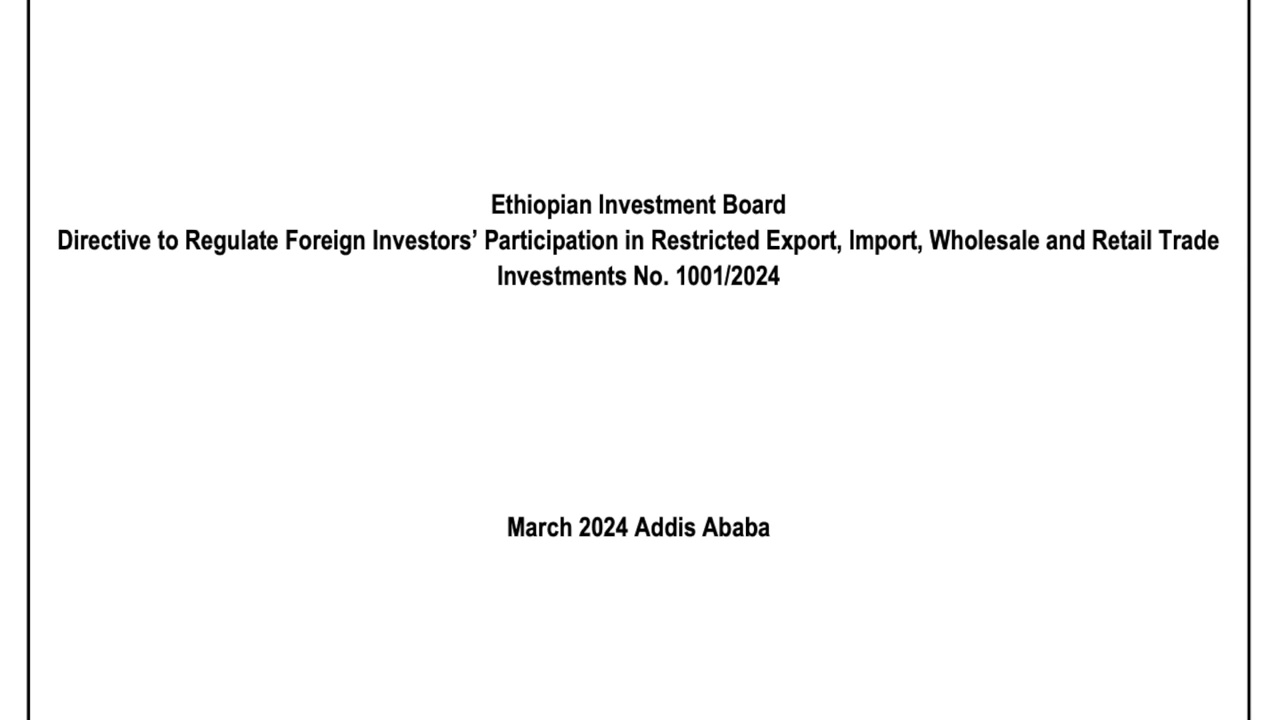 Ethiopian Investment Board
Directive to Regulate Foreign Investors’ Participation in Restricted Export, Import, Wholesale and Retail Trade
Investments No. 1001/2024
March 2024 Addis Ababa